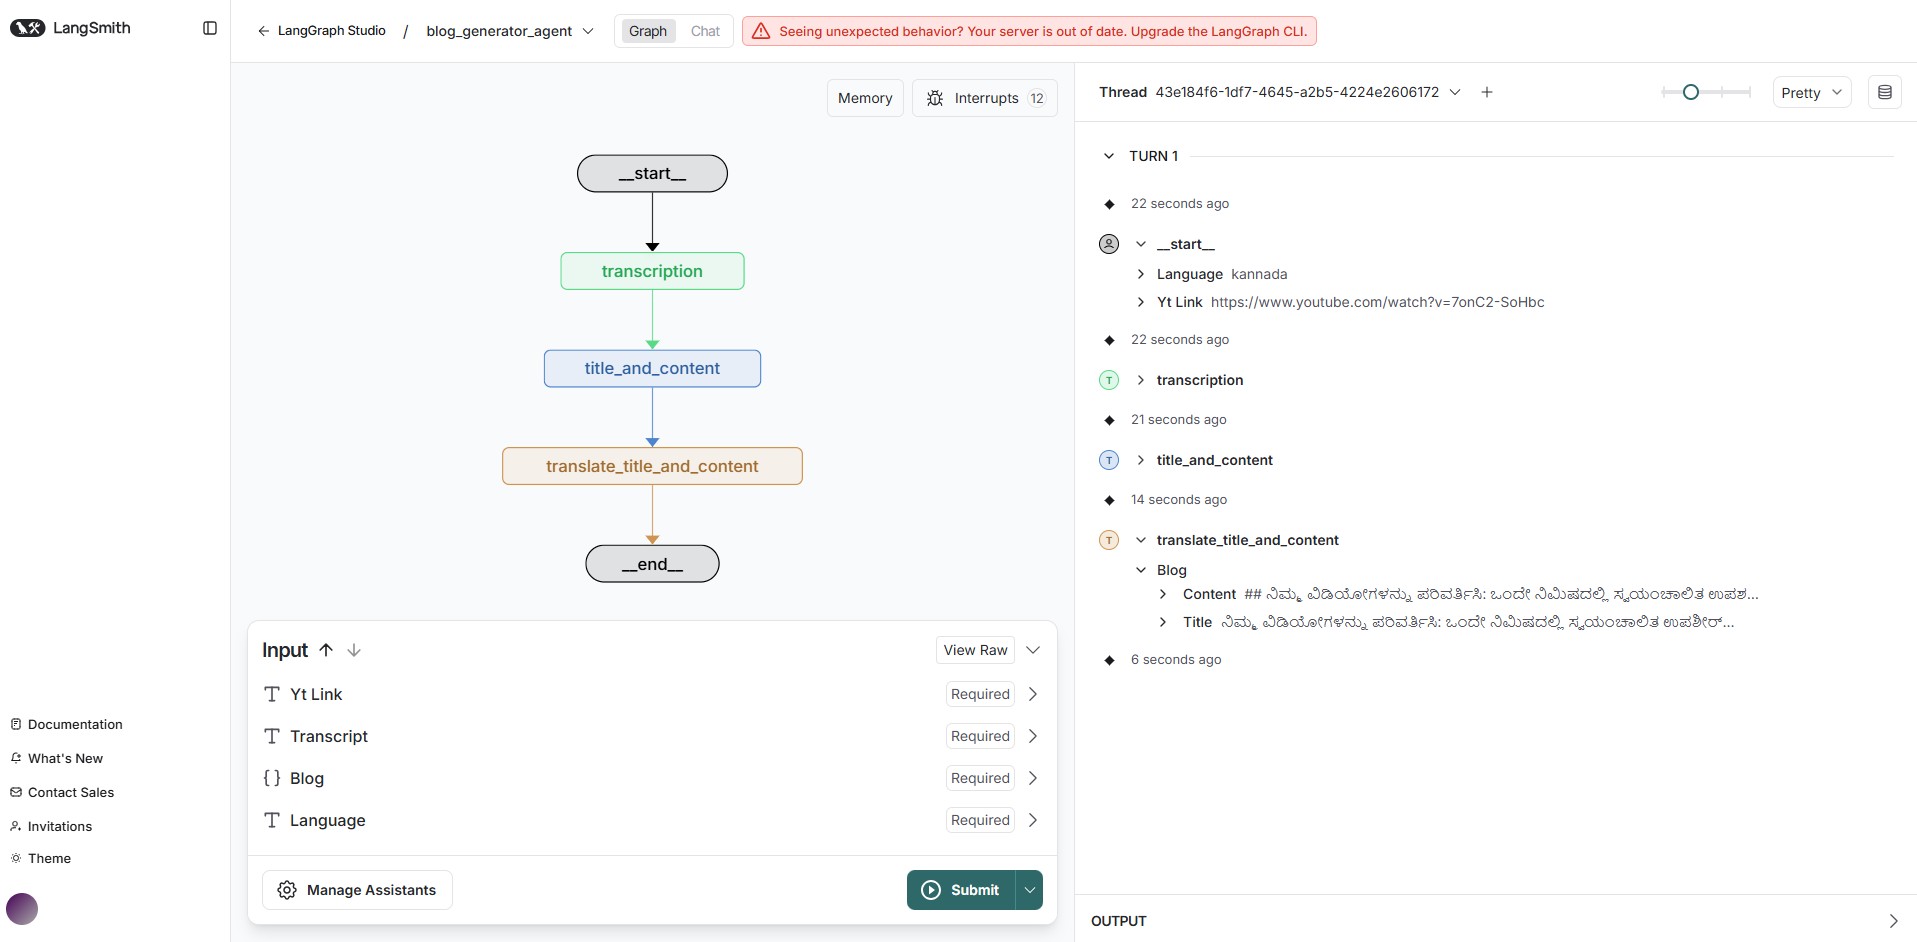 LangSmith
LangGraph Studio / blog_generator_agent
Graph
Chat
Seeing unexpected behavior? Your server is out of date. Upgrade the LangGraph CLI.
Memory
Interrupts 12
__start__
transcription
title_and_content
translate_title_and_content
__end__
Input
View Raw
Yt Link Required
Transcript Required
{} Blog Required
Language Required
Manage Assistants
Submit
Documentation
What's New
Contact Sales
Invitations
Theme
Thread 43e184f6-1df7-4645-a2b5-4224e2606172
Pretty
TURN 1
22 seconds ago
__start__
Language kannada
Yt Link https://www.youtube.com/watch?v=7onC2-SoHbc
22 seconds ago
T transcription
21 seconds ago
T title_and_content
14 seconds ago
T translate_title_and_content
Blog
Content ## ನಿಮ್ಮ ವಿಡಿಯೋಗಳನ್ನು ಪರಿವರ್ತಿಸಿ: ಒಂದೇ ನಿಮಿಷದಲ್ಲಿ ಸ್ವಯಂಚಾಲಿತ ಉಪಶ...
Title ನಿಮ್ಮ ವಿಡಿಯೋಗಳನ್ನು ಪರಿವರ್ತಿಸಿ: ಒಂದೇ ನಿಮಿಷದಲ್ಲಿ ಸ್ವಯಂಚಾಲಿತ ಉಪಶೀರ್...
6 seconds ago
OUTPUT